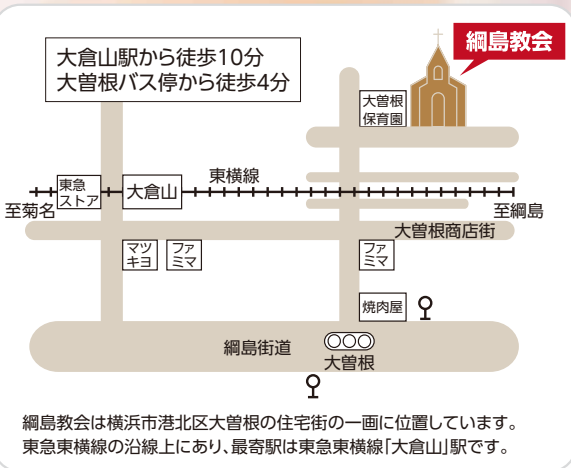 綱島教会
大倉山駅から徒歩10分
大曽根バス停から徒歩4分
大曽根
保育園
東急
ストア
大倉山
東横線
至菊名
至綱島
大曽根商店街
マツ
キヨ
ファ
ミマ
ファ
ミマ
焼肉屋
綱島街道
大曽根
綱島教会は横浜市港北区大曽根の住宅街の一画に位置しています。
東急東横線の沿線上にあり、最寄駅は東急東横線「大倉山」駅です。